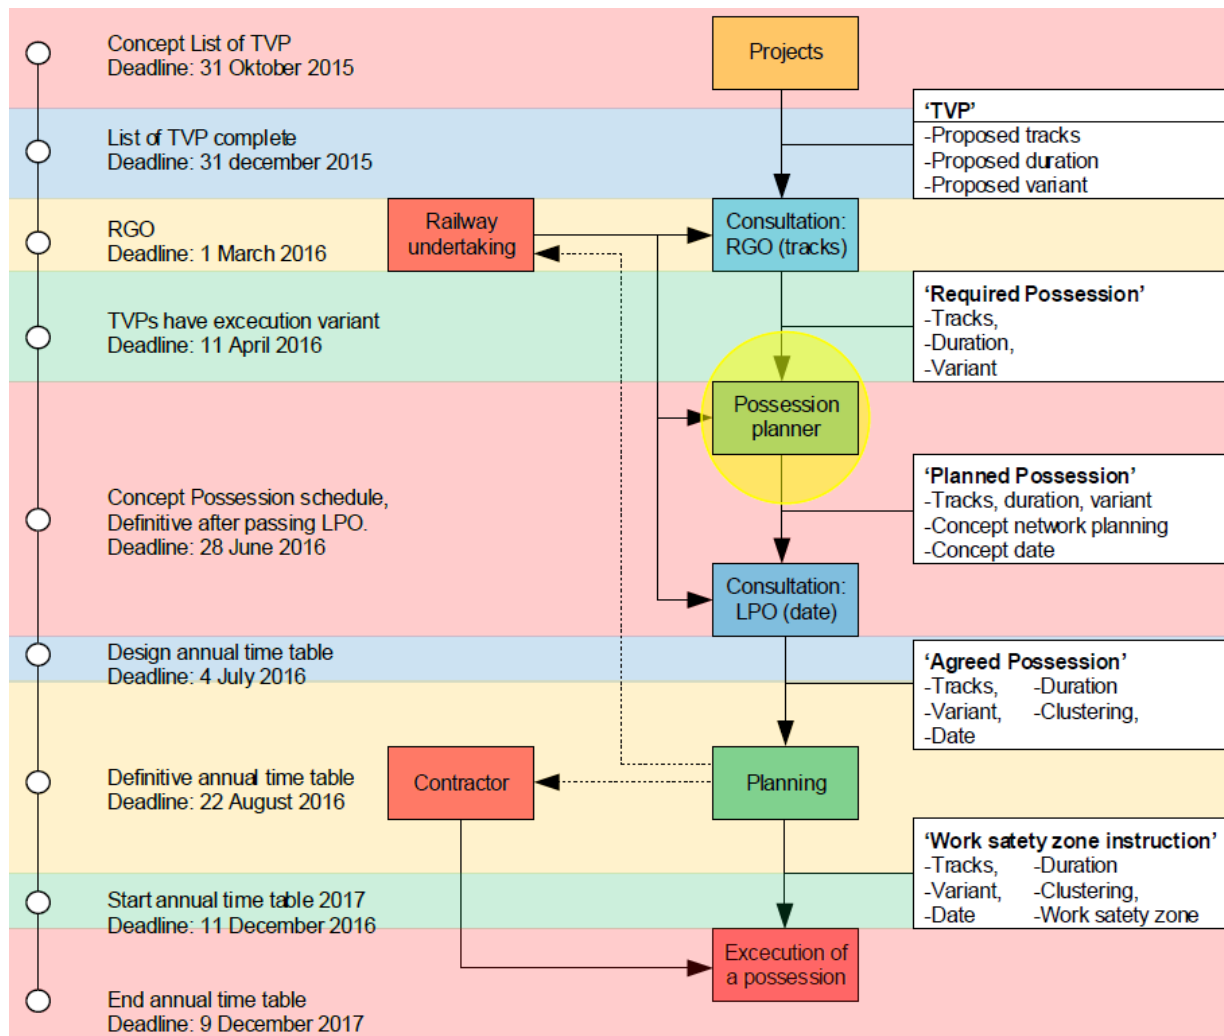 Concept List of TVP
Deadline: 31 Oktober 2015
Projects
‘TVP’
-Proposed tracks
-Proposed duration
-Proposed variant
List of TVP complete
Deadline: 31 december 2015
RGO
Deadline: 1 March 2016
Railway
undertaking
Consultation:
RGO (tracks)
‘Required Possession’
-Tracks,
-Duration,
-Variant
TVPs have excecution variant
Deadline: 11 April 2016
Possession
planner
‘Planned Possession’
-Tracks, duration, variant
-Concept network planning
-Concept date
Concept Possession schedule,
Definitive after passing LPO.
Deadline: 28 June 2016
Consultation:
LPO (date)
Design annual time table
Deadline: 4 July 2016
‘Agreed Possession’
-Tracks, -Duration
-Variant, -Clustering,
-Date
Definitive annual time table
Deadline: 22 August 2016
Contractor
Planning
‘Work satety zone instruction’
-Tracks, -Duration
-Variant, -Clustering,
-Date -Work satety zone
Start annual time table 2017
Deadline: 11 December 2016
Excecution of
a possession
End annual time table
Deadline: 9 December 2017